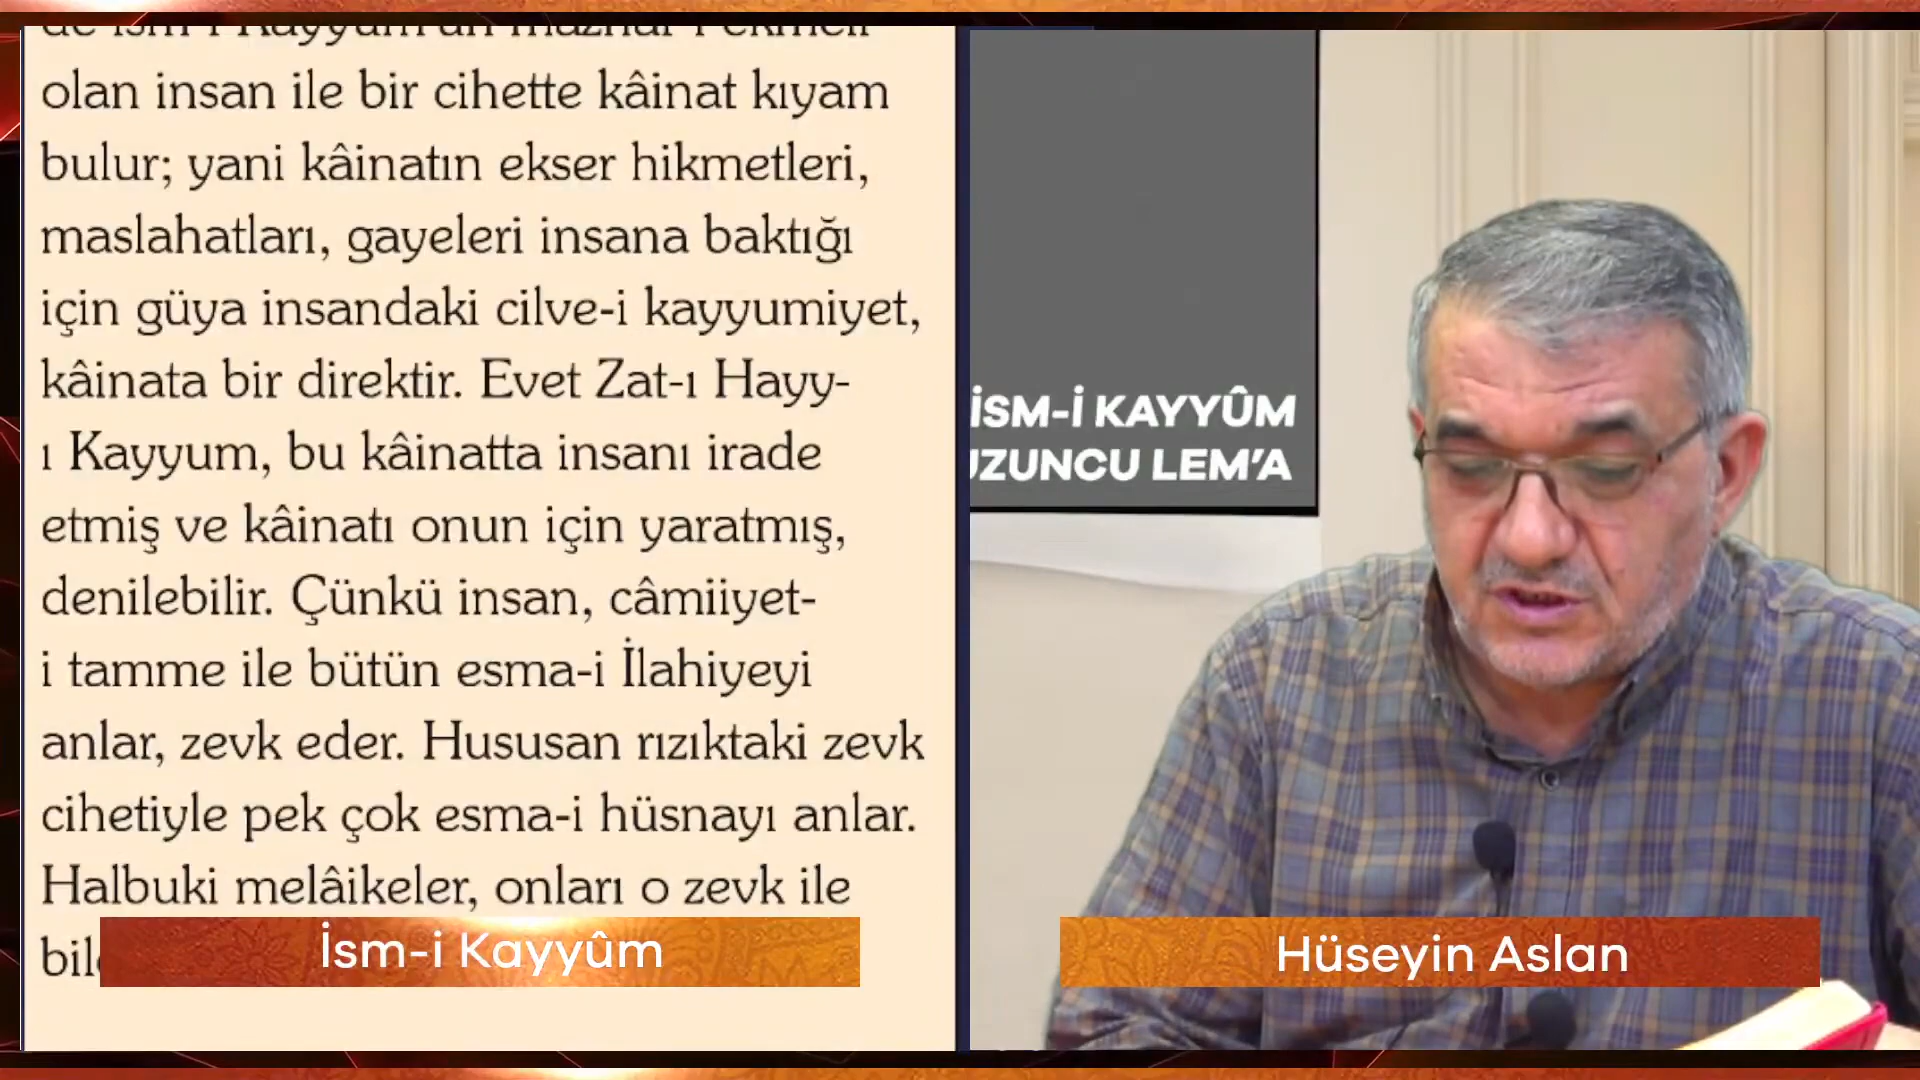 olan insan ile bir cihette kâinat kıyam
bulur; yani kâinatın ekser hikmetleri,
maslahatları, gayeleri insana baktığı
için güya insandaki cilve-i kayyumiyet,
kâinata bir direktir. Evet Zat-ı Hayy-
ı Kayyum, bu kâinatta insanı irade
etmiş ve kâinatı onun için yaratmış,
denilebilir. Çünkü insan, câmiiyet-
i tamme ile bütün esma-i İlahiyeyi
anlar, zevk eder. Hususan rızıktaki zevk
cihetiyle pek çok esma-i hüsnayı anlar.
Halbuki melâikeler, onları o zevk ile
İsm-i Kayyûm
İSM-İ KAYYÛM
UZUNCU LEM’A
Hüseyin Aslan